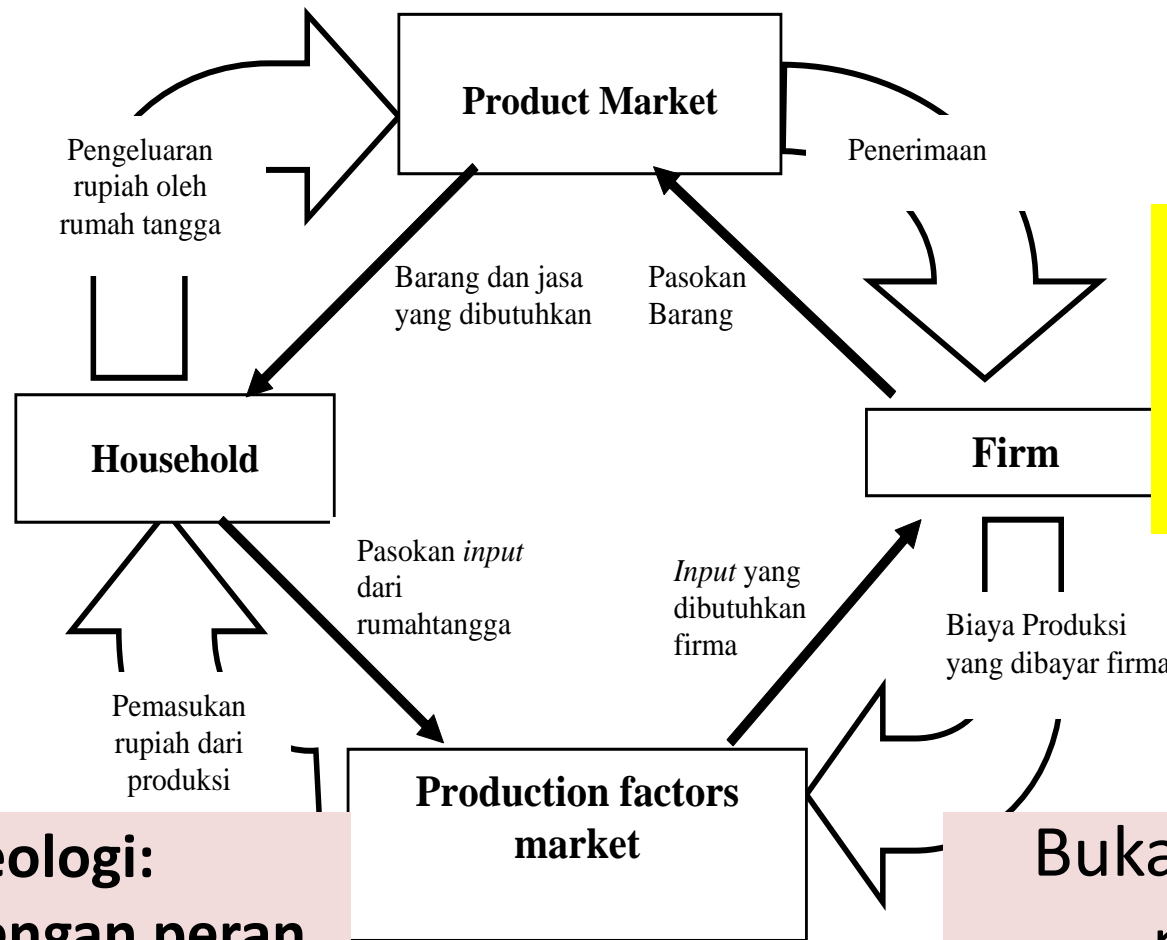 Product Market
Pengeluaran
rupiah oleh
rumah tangga
Penerimaan
Barang dan jasa
yang dibutuhkan
Pasokan
Barang
Household
Firm
Pasokan input
dari
rumahtangga
Input yang
dibutuhkan
firma
Biaya Produksi
yang dibayar firma
Pemasukan
rupiah dari
produksi
Production factors
market
eologi:
engan peran
Buka